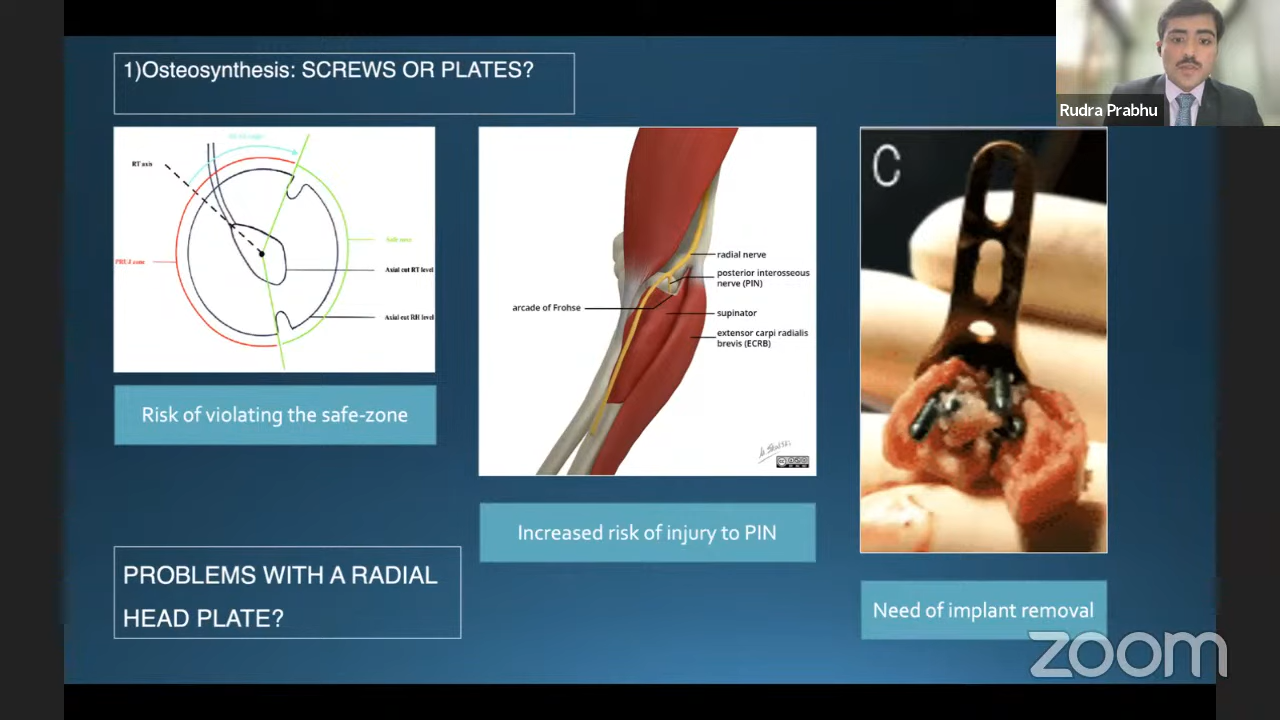 1)Osteosynthesis: SCREWS OR PLATES?
Rudra Prabhu
RT axis
PRUJ zone
Safe zone
Axial cut RT level
Axial cut RH level
Risk of violating the safe-zone
radial nerve
posterior interosseous
nerve (PIN)
arcade of Frohse
supinator
extensor carpi radialis
brevis (ECRB)
Increased risk of injury to PIN
C
Need of implant removal
PROBLEMS WITH A RADIAL
HEAD PLATE?
zoom